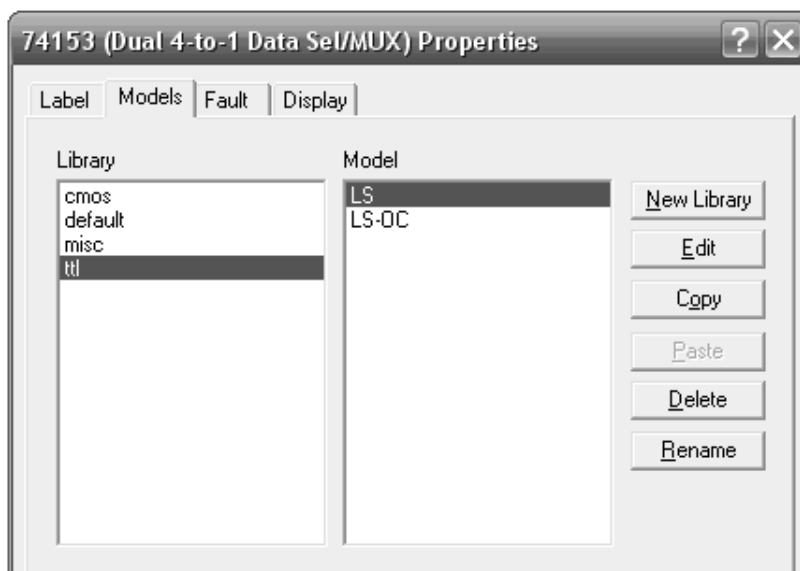 74153 (Dual 4-to-1 Data Sel/MUX) Properties
? X
Label Models Fault Display
Library
cmos
default
misc
ttl
Model
LS
LS-OC
New Library
Edit
Copy
Paste
Delete
Rename